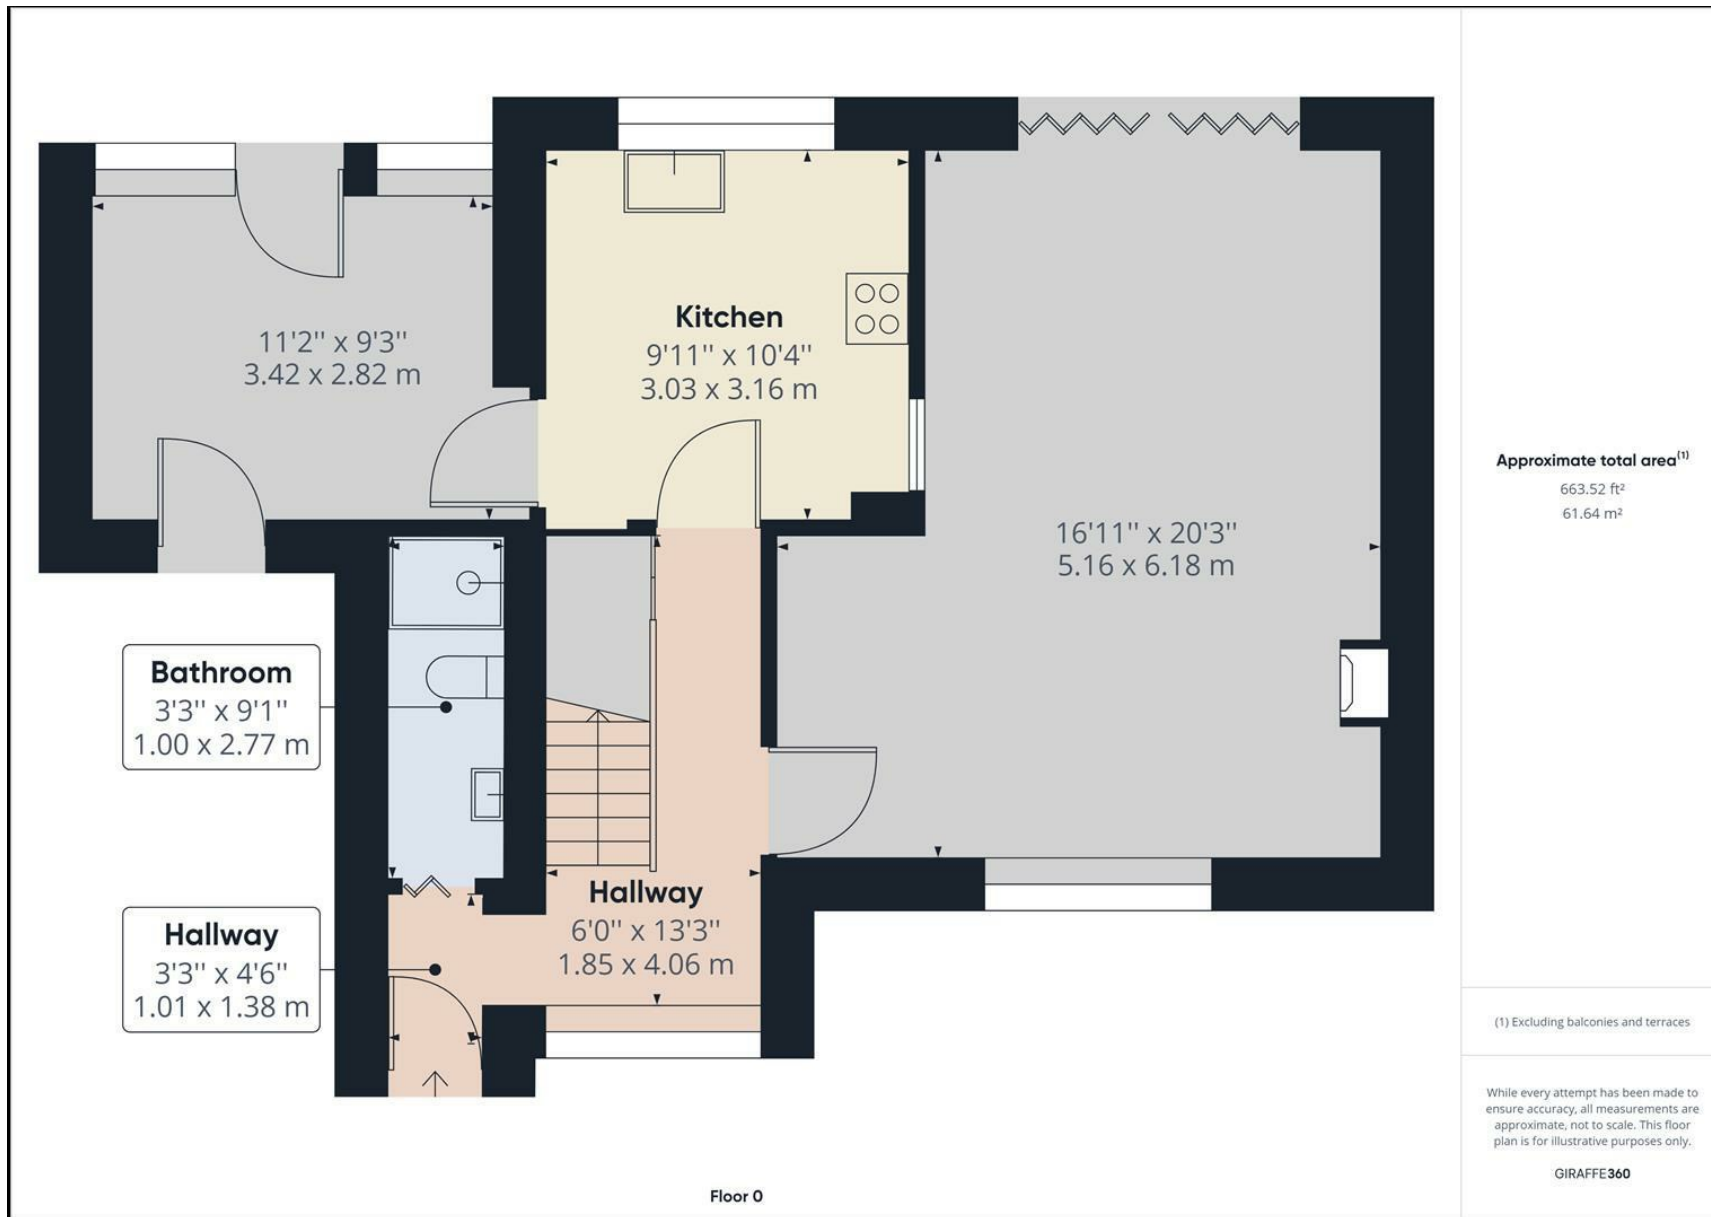 11'2" x 9'3"
3.42 x 2.82 m
Kitchen
9'11" x 10'4"
3.03 x 3.16 m
16'11" x 20'3"
5.16 x 6.18 m
Bathroom
3'3" x 9'1"
1.00 x 2.77 m
Hallway
6'0" x 13'3"
1.85 x 4.06 m
Hallway
3'3" x 4'6"
1.01 x 1.38 m
Floor 0
Approximate total area(1)
663.52 ft²
61.64 m²
(1) Excluding balconies and terraces
While every attempt has been made to
ensure accuracy, all measurements are
approximate, not to scale. This floor
plan is for illustrative purposes only.
GIRAFFE360